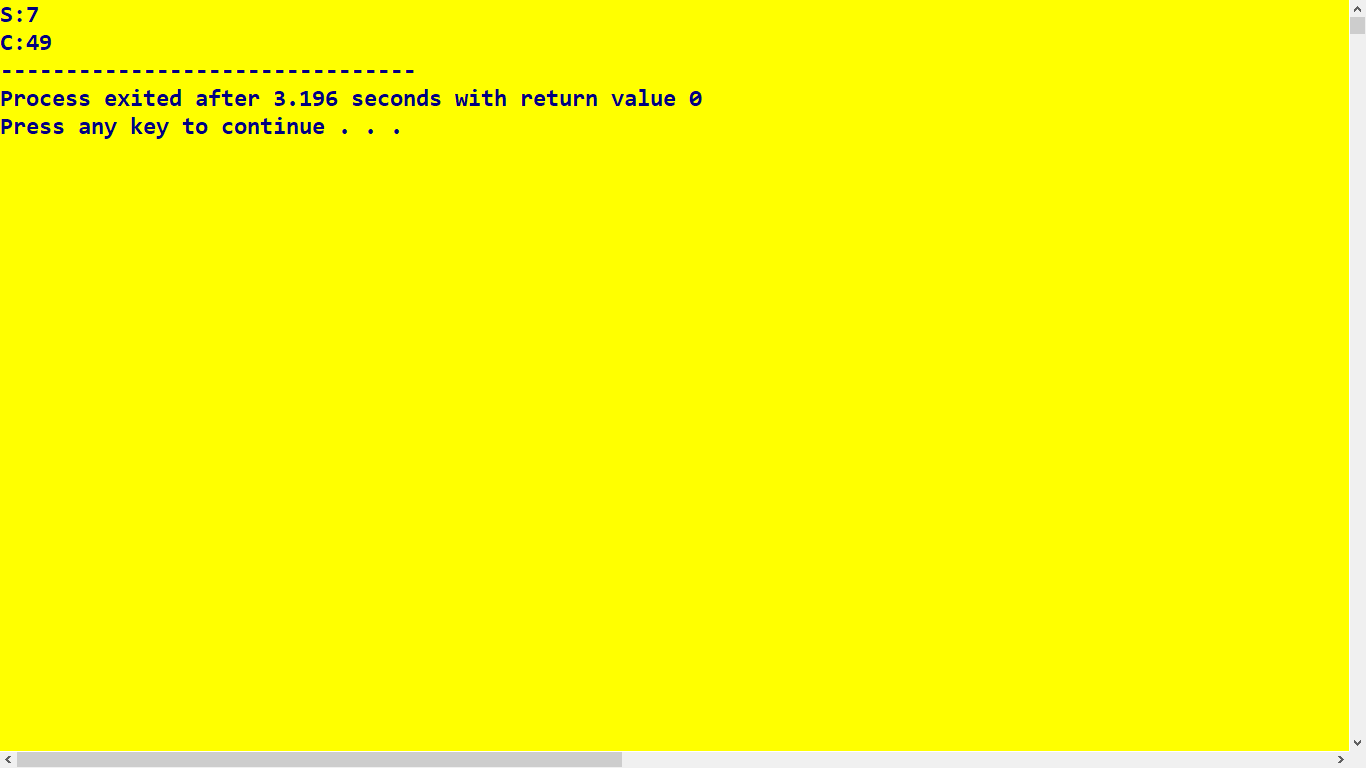 S:7
C:49
--------------------------------
Process exited after 3.196 seconds with return value 0
Press any key to continue . . .